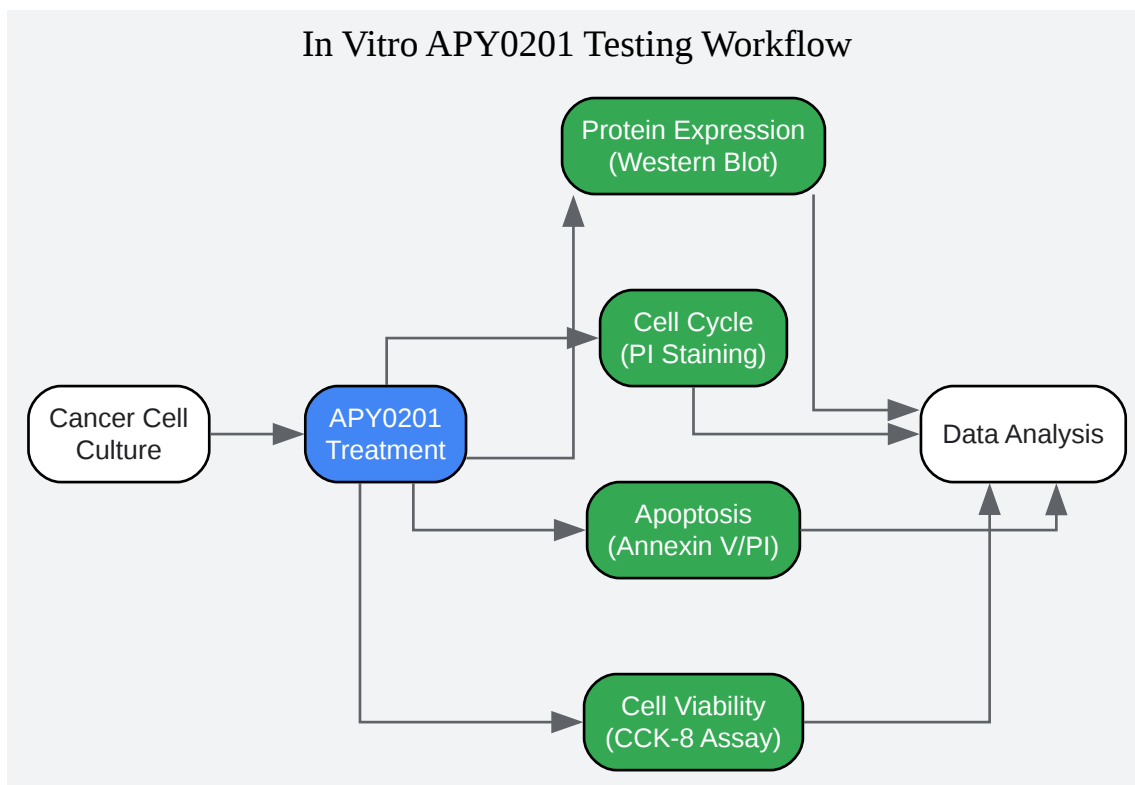 In Vitro APY0201 Testing Workflow
Protein Expression
(Western Blot)
Cell Cycle
(PI Staining)
Cancer Cell
Culture
APY0201
Treatment
Data Analysis
Apoptosis
(Annexin V/PI)
Cell Viability
(CCK-8 Assay)